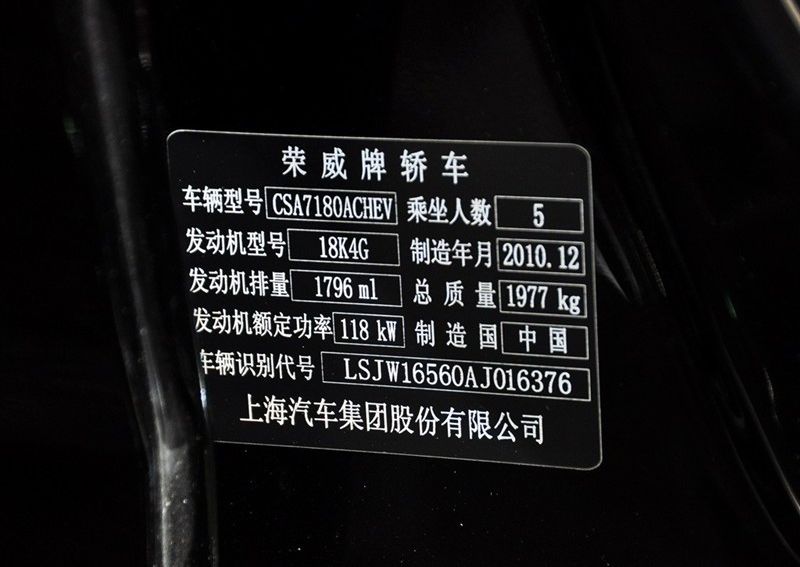 荣威牌轿车
车辆型号 CSA7180ACHEV 乘坐人数 5
发动机型号 18K4G 制造年月 2010.12
发动机排量 1796 ml 总质量 1977 kg
发动机额定功率 118 kW 制造国 中国
车辆识别代号 LSJW16560AJ016376
上海汽车集团股份有限公司